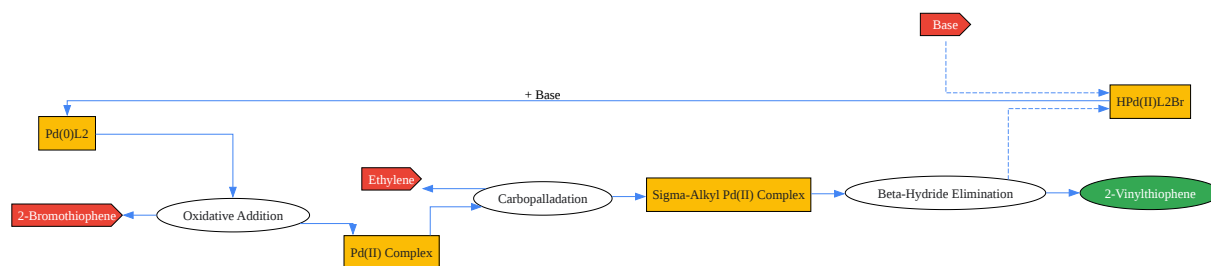 Base
+ Base
HPd(II)L2Br
Pd(0)L2
Ethylene
Sigma-Alkyl Pd(II) Complex
Beta-Hydride Elimination
2-Vinylthiophene
Carbopalladation
2-Bromothiophene
Oxidative Addition
Pd(II) Complex